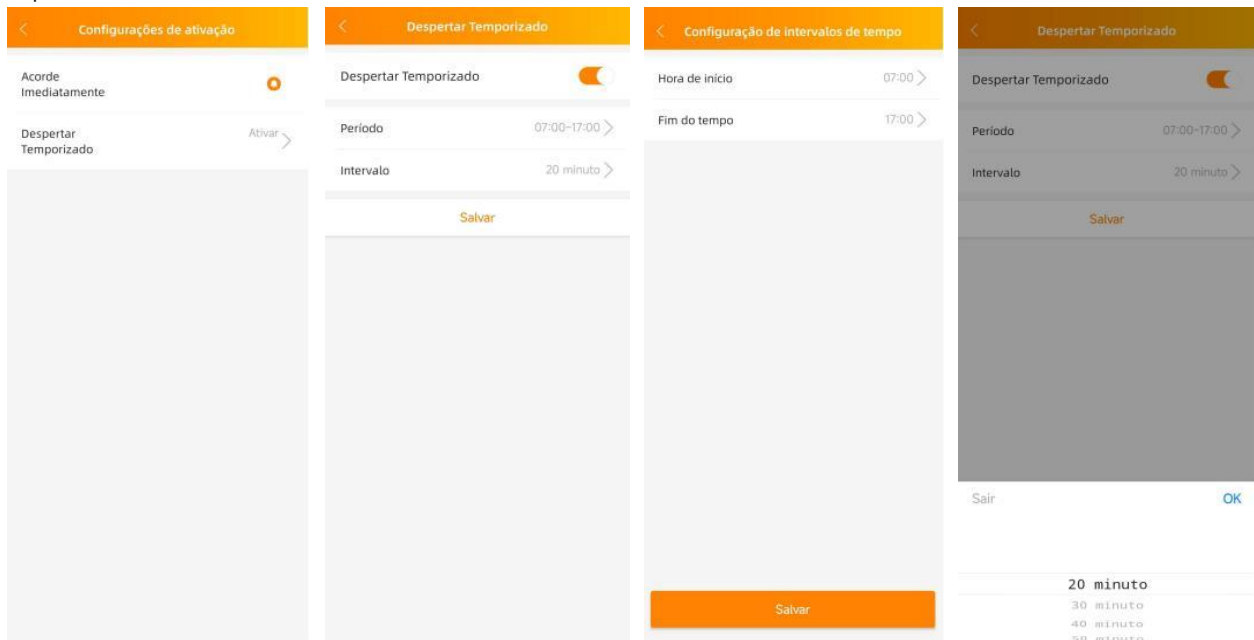 Configurações de ativação
Acorde
Imediatamente
Despertar
Temporizado
Ativar
Despertar Temporizado
Despertar Temporizado
Período
07:00~17:00
Intervalo
20 minuto
Salvar
Configuração de intervalos de tempo
Hora de início
07:00
Fim do tempo
17:00
Salvar
Despertar Temporizado
Despertar Temporizado
Período
07:00~17:00
Intervalo
20 minuto
Salvar
Sair
OK
20 minuto
30 minuto
40 minuto
50 minuto